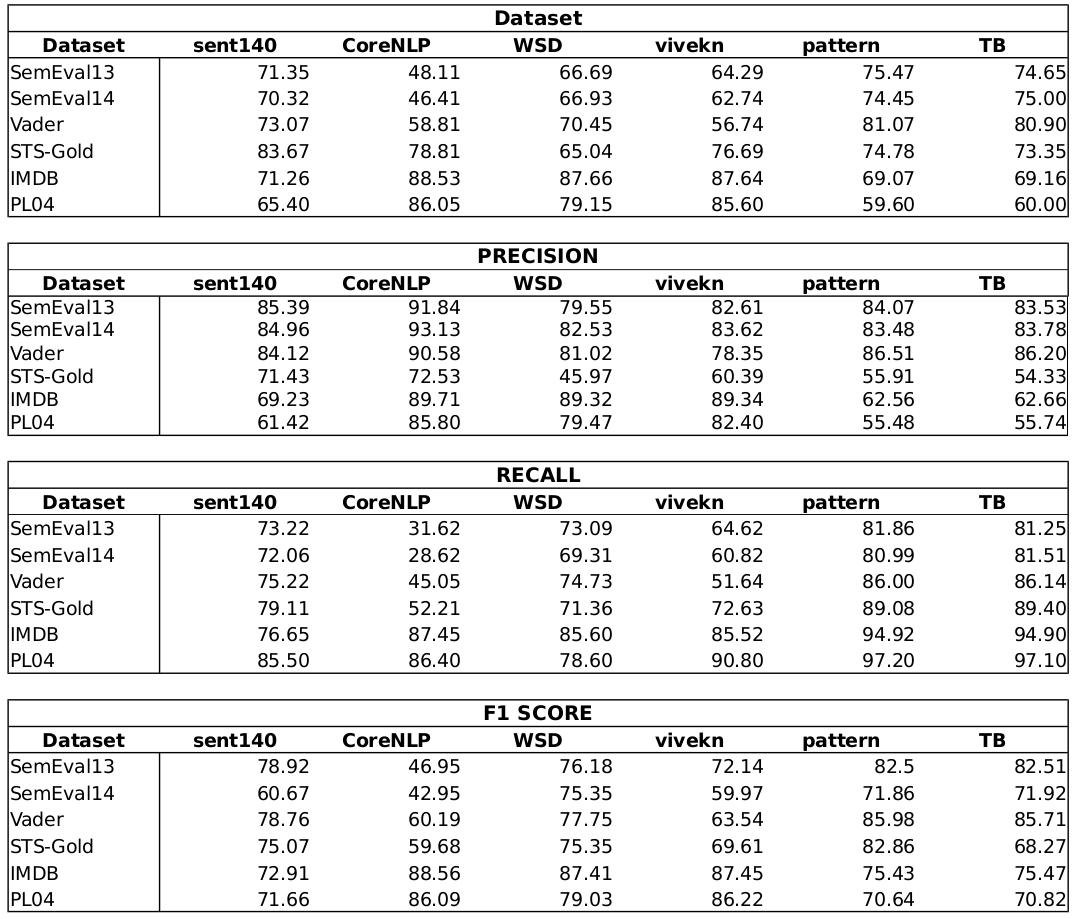 Dataset
Dataset sent140 CoreNLP WSD vivekn pattern TB
SemEval13 71.35 48.11 66.69 64.29 75.47 74.65
SemEval14 70.32 46.41 66.93 62.74 74.45 75.00
Vader 73.07 58.81 70.45 56.74 81.07 80.90
STS-Gold 83.67 78.81 65.04 76.69 74.78 73.35
IMDB 71.26 88.53 87.66 87.64 69.07 69.16
PL04 65.40 86.05 79.15 85.60 59.60 60.00
PRECISION
Dataset sent140 CoreNLP WSD vivekn pattern TB
SemEval13 85.39 91.84 79.55 82.61 84.07 83.53
SemEval14 84.96 93.13 82.53 83.62 83.48 83.78
Vader 84.12 90.58 81.02 78.35 86.51 86.20
STS-Gold 71.43 72.53 45.97 60.39 55.91 54.33
IMDB 69.23 89.71 89.32 89.34 62.56 62.66
PL04 61.42 85.80 79.47 82.40 55.48 55.74
RECALL
Dataset sent140 CoreNLP WSD vivekn pattern TB
SemEval13 73.22 31.62 73.09 64.62 81.86 81.25
SemEval14 72.06 28.62 69.31 60.82 80.99 81.51
Vader 75.22 45.05 74.73 51.64 86.00 86.14
STS-Gold 79.11 52.21 71.36 72.63 89.08 89.40
IMDB 76.65 87.45 85.60 85.52 94.92 94.90
PL04 85.50 86.40 78.60 90.80 97.20 97.10
F1 SCORE
Dataset sent140 CoreNLP WSD vivekn pattern TB
SemEval13 78.92 46.95 76.18 72.14 82.5 82.51
SemEval14 60.67 42.95 75.35 59.97 71.86 71.92
Vader 78.76 60.19 77.75 63.54 85.98 85.71
STS-Gold 75.07 59.68 75.35 69.61 82.86 68.27
IMDB 72.91 88.56 87.41 87.45 75.43 75.47
PL04 71.66 86.09 79.03 86.22 70.64 70.82